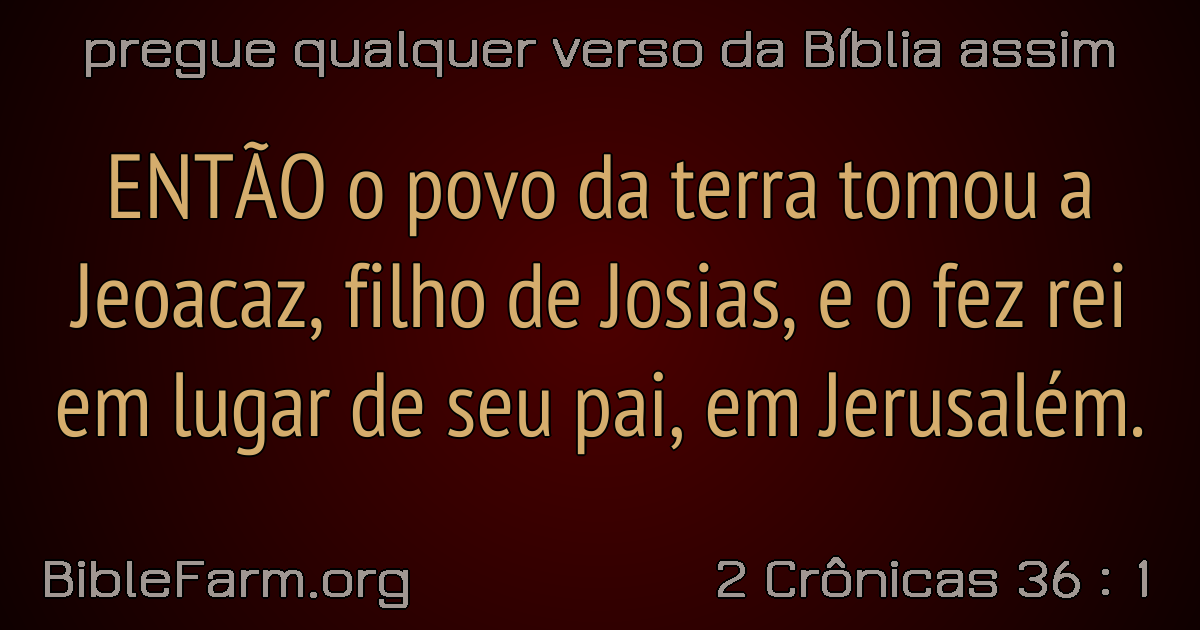 pregue qualquer verso da Bíblia assim
ENTÃO o povo da terra tomou a
Jeoacaz, filho de Josias, e o fez rei
em lugar de seu pai, em Jerusalém.
BibleFarm.org
2 Crônicas 36 : 1